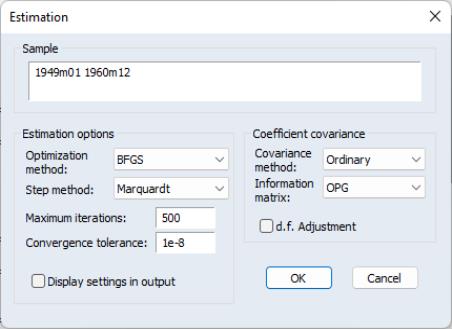 Estimation
Sample
1949m01 1960m12
Estimation options
Optimization
method:
BFGS
Step method:
Marquardt
Maximum iterations:
500
Convergence tolerance:
1e-8
Display settings in output
Coefficient covariance
Covariance
method:
Ordinary
Information
matrix:
OPG
d.f. Adjustment
OK
Cancel